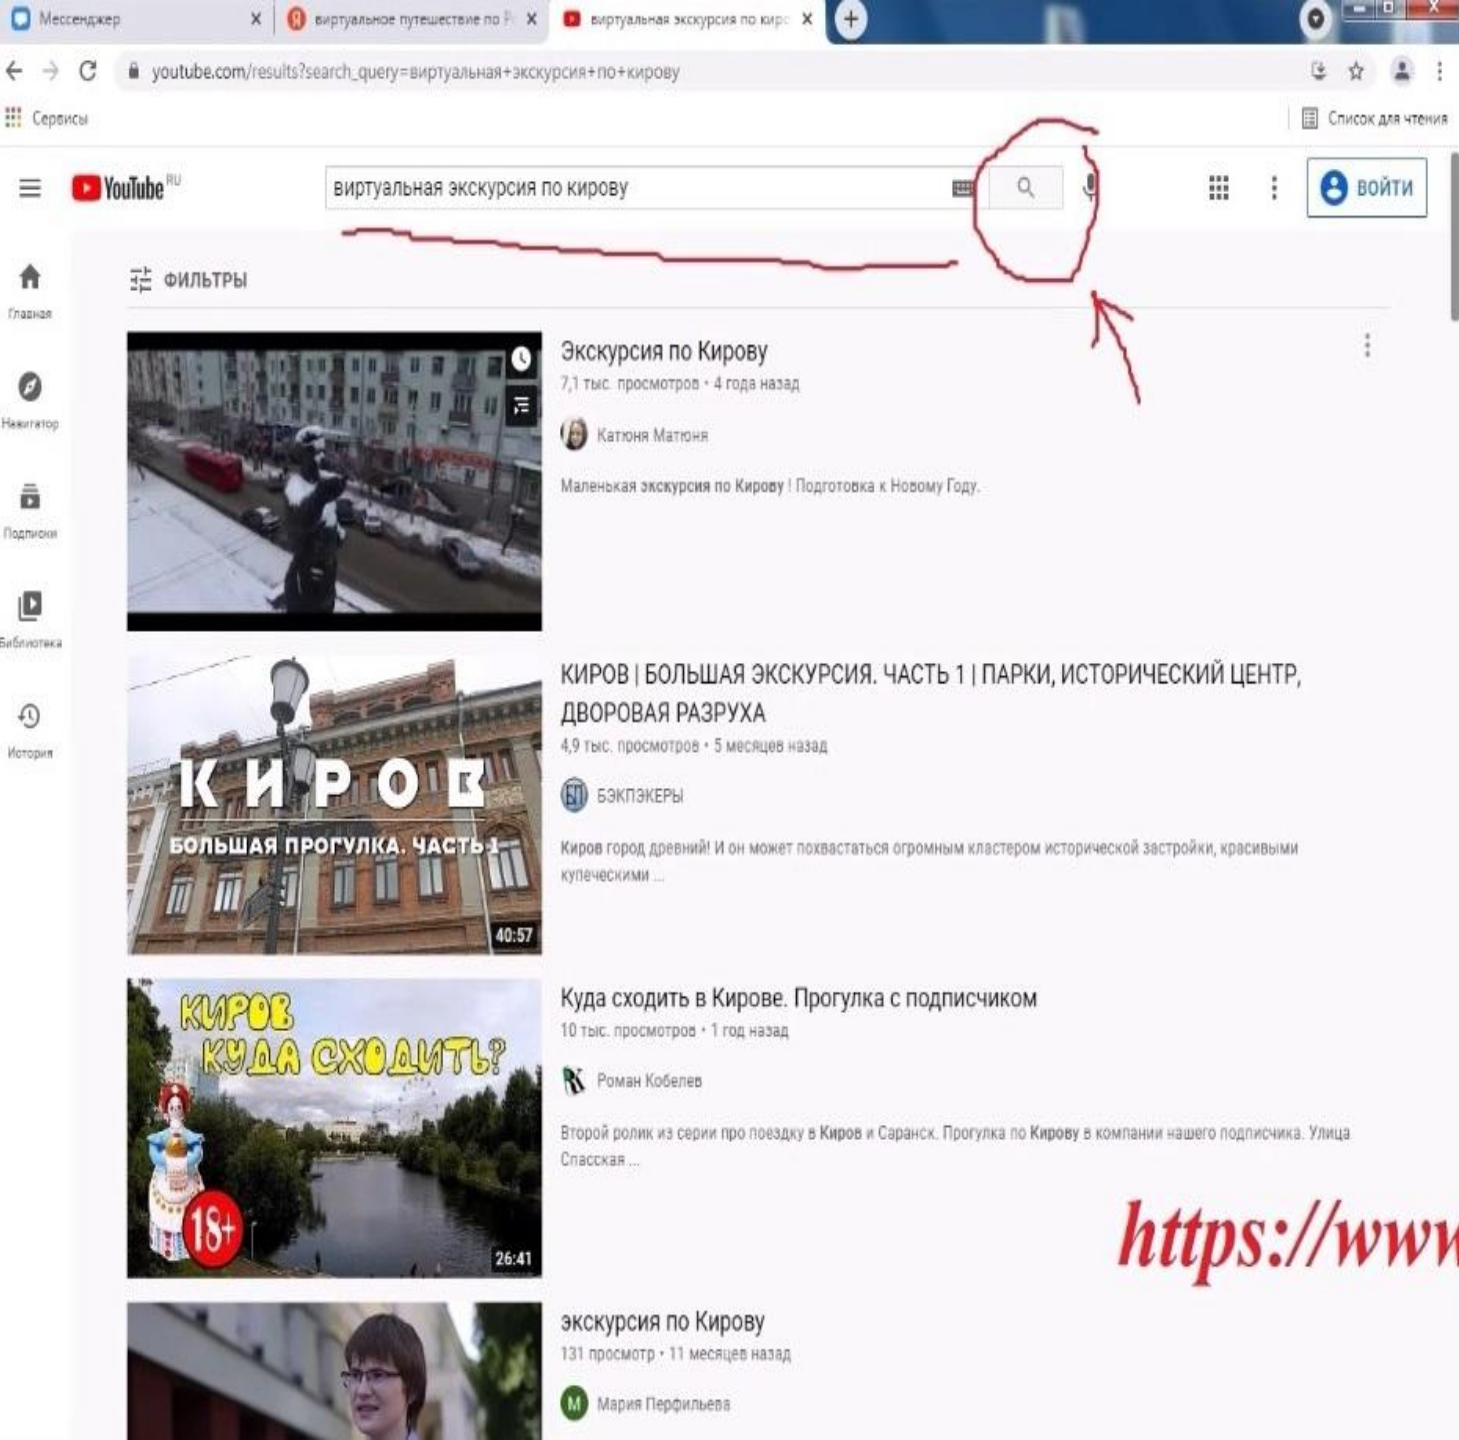 Мессенджер
виртуальное путешествие по Р
виртуальная экскурсия по киро
youtube.com/results?search_query=виртуальная+экскурсия+по+кирову
Сервисы
Список для чтения
YouTube RU
виртуальная экскурсия по кирову
ВОЙТИ
ФИЛЬТРЫ
Главная
Навигатор
Подписки
Библиотека
История
Экскурсия по Кирову
7,1 тыс. просмотров • 4 года назад
Катюня Матюня
Маленькая экскурсия по Кирову ! Подготовка к Новому Году.
КИРОВ
БОЛЬШАЯ ПРОГУЛКА. ЧАСТЬ 1
40:57
КИРОВ | БОЛЬШАЯ ЭКСКУРСИЯ. ЧАСТЬ 1 | ПАРКИ, ИСТОРИЧЕСКИЙ ЦЕНТР,
ДВОРОВАЯ РАЗРУХА
4,9 тыс. просмотров • 5 месяцев назад
БП БЭКПЭКЕРЫ
Киров город древний! И он может похвастаться огромным кластером исторической застройки, красивыми
купеческими ...
КИРОВ
КУДА СХОДИТЬ?
18+
26:41
Куда сходить в Кирове. Прогулка с подписчиком
10 тыс. просмотров • 1 год назад
Роман Кобелев
Второй ролик из серии про поездку в Киров и Саранск. Прогулка по Кирову в компании нашего подписчика. Улица
Спасская ...
https://www
экскурсия по Кирову
131 просмотр • 11 месяцев назад
М Мария Перфильева